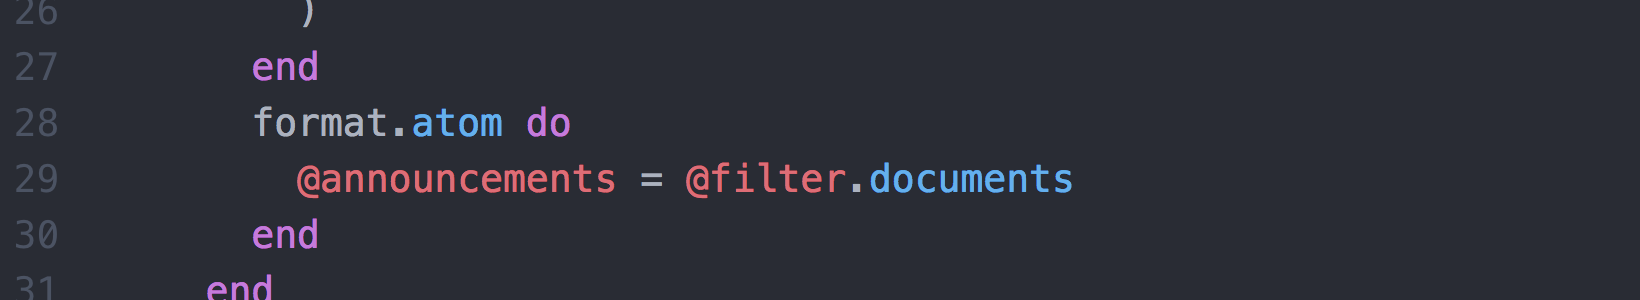 26 )
27 end
28 format.atom do
29 @announcements = @filter.documents
30 end
31 end